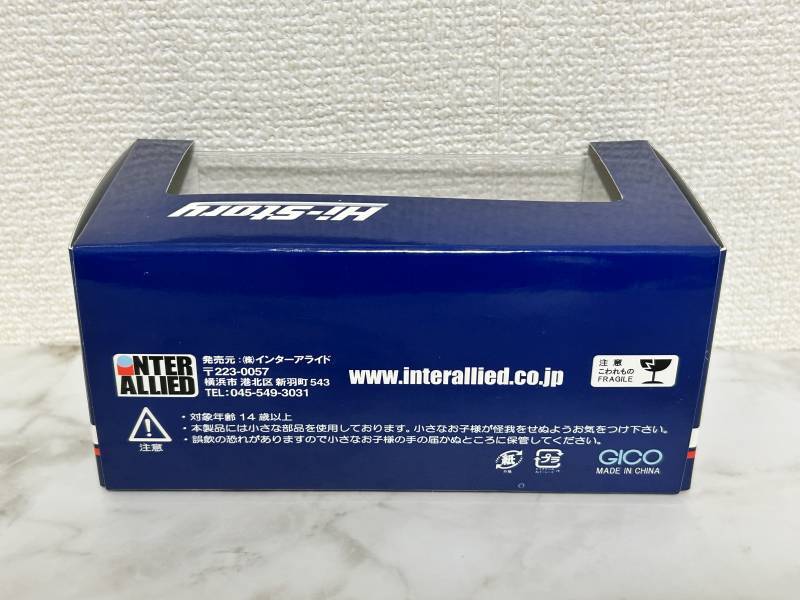 Hi-Story
INTER
ALLIED
発売元:㈱インターアライド
〒223-0057
横浜市 港北区 新羽町 543
TEL:045-549-3031
www.interallied.co.jp
注意
こわれもの
FRAGILE
注意
・対象年齢 14 歳以上
・本製品には小さな部品を使用しております。小さなお子様が怪我をせぬようお気をつけ下さい。
・誤飲の恐れがありますので小さなお子様の手の届かぬところに保管してください。
紙
プラ
GICO
MADE IN CHINA